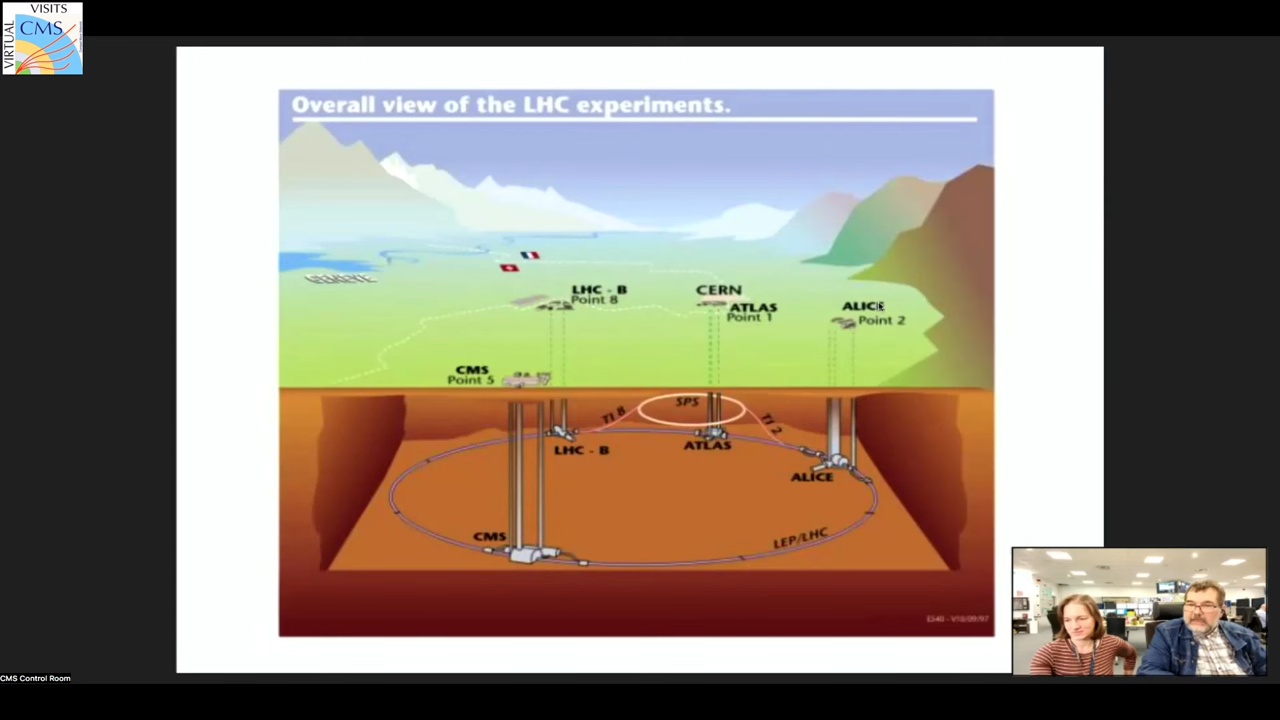 VISITS
CMS
VIRTUAL
Overall view of the LHC experiments.
GENEVE
LHC - B
Point 8
CERN
ATLAS
Point 1
ALICE
Point 2
CMS
Point 5
SPS
TI 8
TI 2
LHC - B
ATLAS
ALICE
CMS
LEP/LHC
CMS Control Room